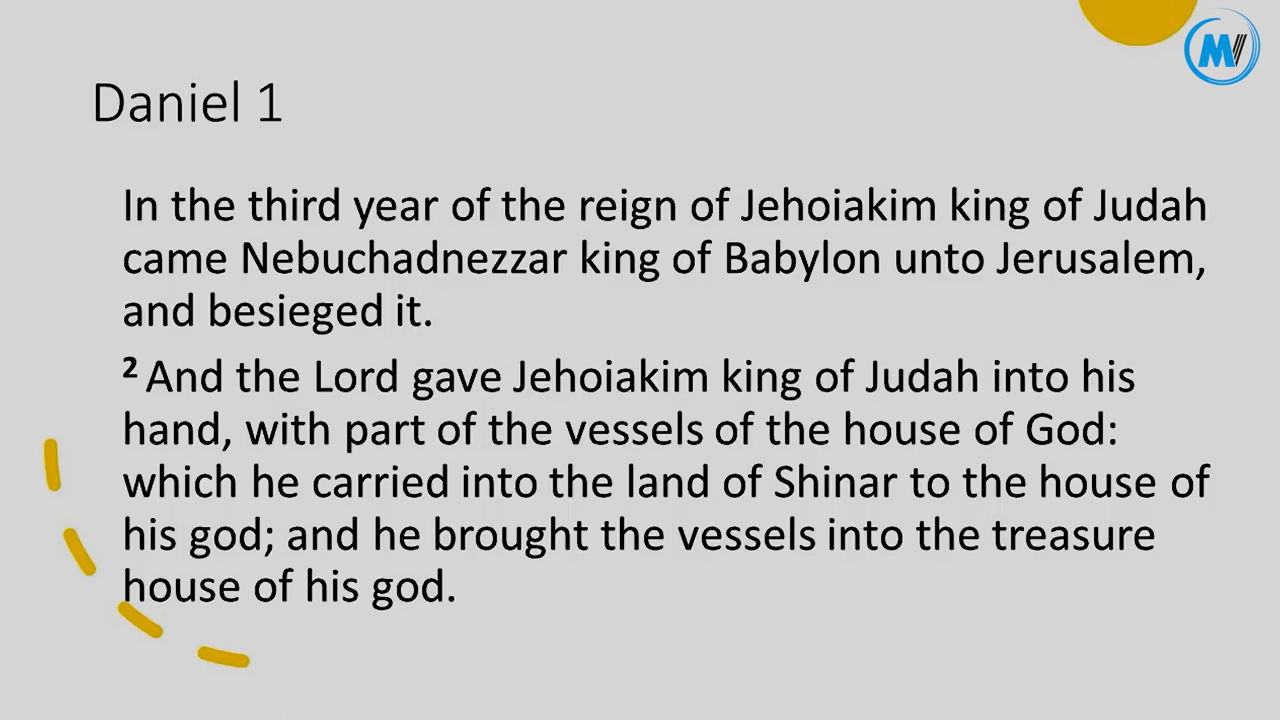 MV
Daniel 1
In the third year of the reign of Jehoiakim king of Judah
came Nebuchadnezzar king of Babylon unto Jerusalem,
and besieged it.
2 And the Lord gave Jehoiakim king of Judah into his
hand, with part of the vessels of the house of God:
which he carried into the land of Shinar to the house of
his god; and he brought the vessels into the treasure
house of his god.